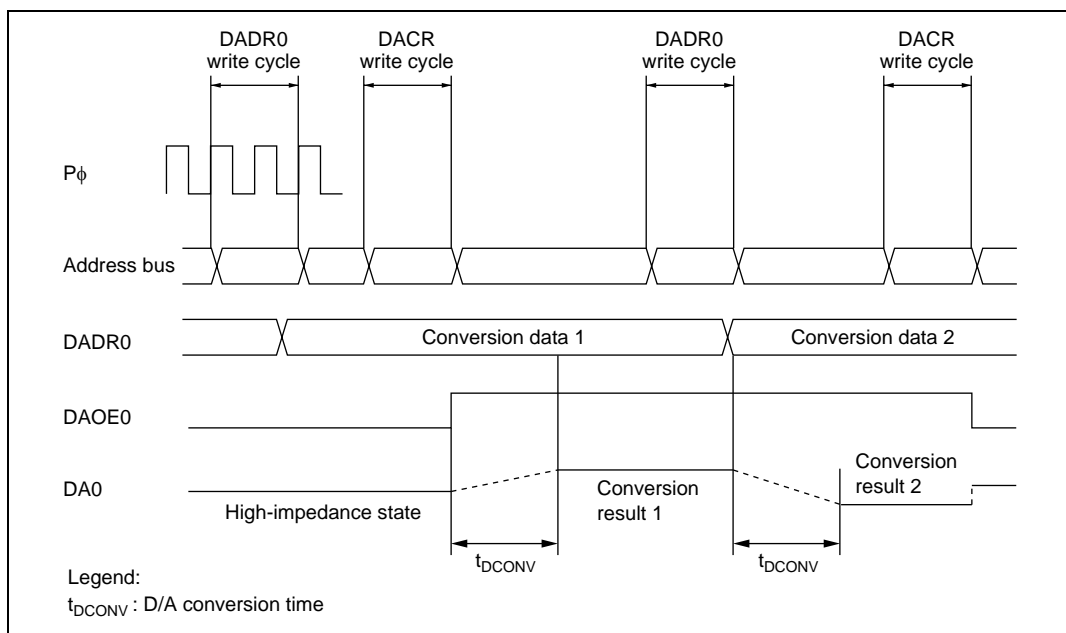 DADR0
write cycle
DACR
write cycle
DADR0
write cycle
DACR
write cycle
Pϕ
Address bus
DADR0
Conversion data 1
Conversion data 2
DAOE0
DA0
High-impedance state
Conversion
result 1
Conversion
result 2
tDCONV
tDCONV
Legend:
tDCONV : D/A conversion time